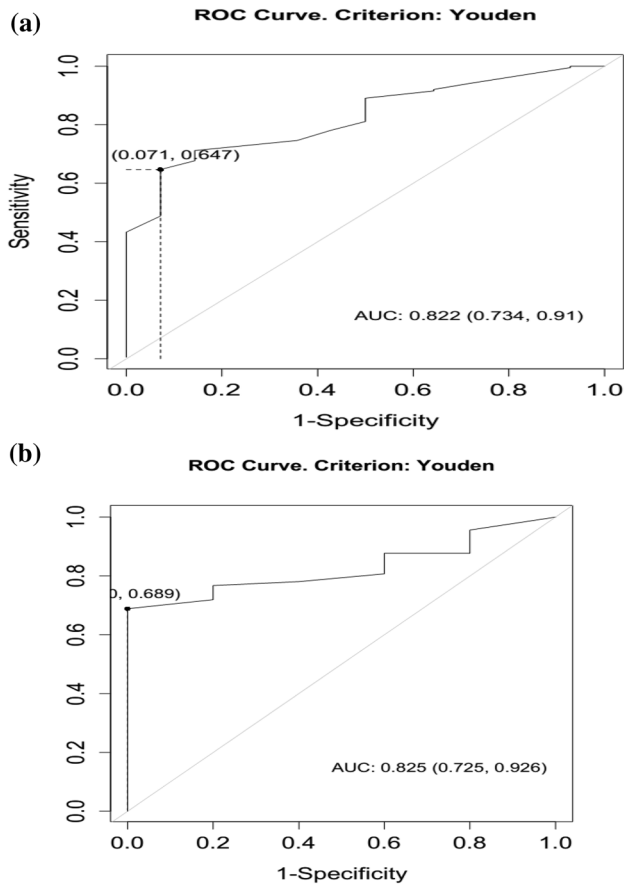 (a)
ROC Curve. Criterion: Youden
1.0
0.8
(0.071, 0.647)
0.6
Sensitivity
0.4
0.2
AUC: 0.822 (0.734, 0.91)
0.0
0.0 0.2 0.4 0.6 0.8 1.0
1-Specificity
(b)
ROC Curve. Criterion: Youden
1.0
0.8
0, 0.689)
0.6
0.4
0.2
AUC: 0.825 (0.725, 0.926)
0.0
0.0 0.2 0.4 0.6 0.8 1.0
1-Specificity